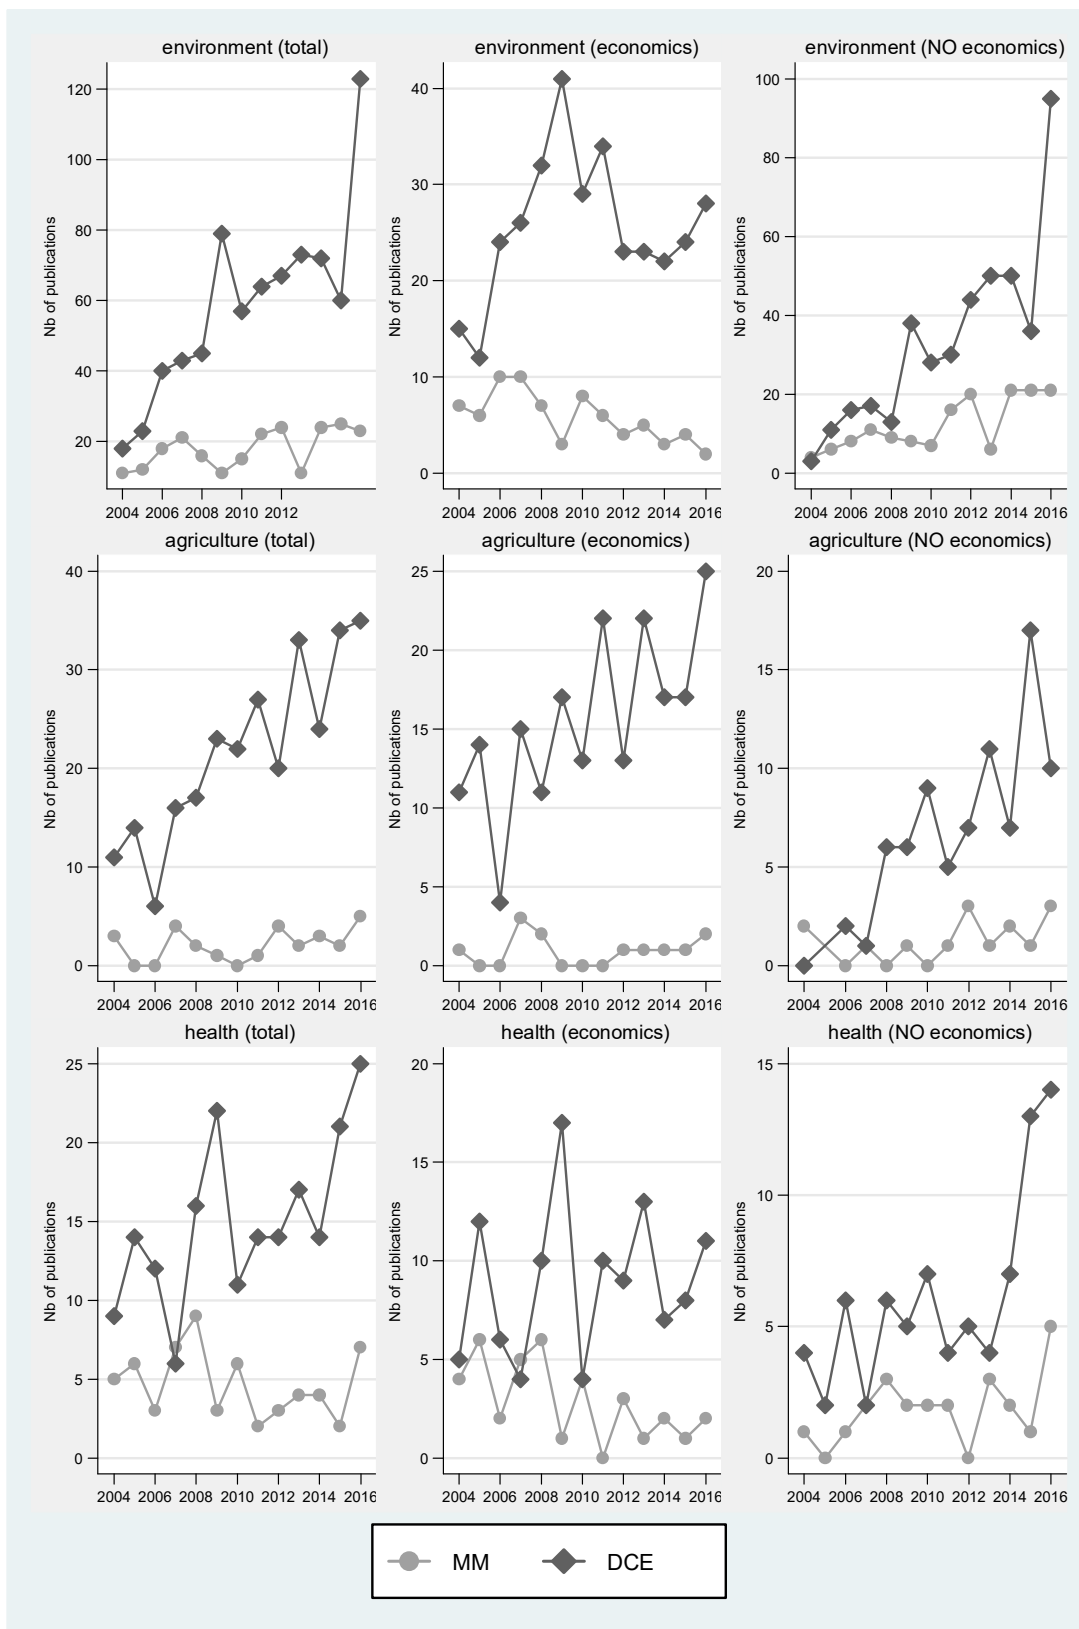 environment (total)
environment (economics)
environment (NO economics)
Nb of publications
120
100
80
60
40
20
2004 2006 2008 2010 2012
Nb of publications
40
30
20
10
0
2004 2006 2008 2010 2012 2014 2016
Nb of publications
100
80
60
40
20
0
2004 2006 2008 2010 2012 2014 2016
agriculture (total)
agriculture (economics)
agriculture (NO economics)
Nb of publications
40
30
20
10
0
2004 2006 2008 2010 2012 2014 2016
Nb of publications
25
20
15
10
5
0
2004 2006 2008 2010 2012 2014 2016
Nb of publications
20
15
10
5
0
2004 2006 2008 2010 2012 2014 2016
health (total)
health (economics)
health (NO economics)
Nb of publications
25
20
15
10
5
0
2004 2006 2008 2010 2012 2014 2016
Nb of publications
20
15
10
5
0
2004 2006 2008 2010 2012 2014 2016
Nb of publications
15
10
5
0
2004 2006 2008 2010 2012 2014 2016
MM DCE